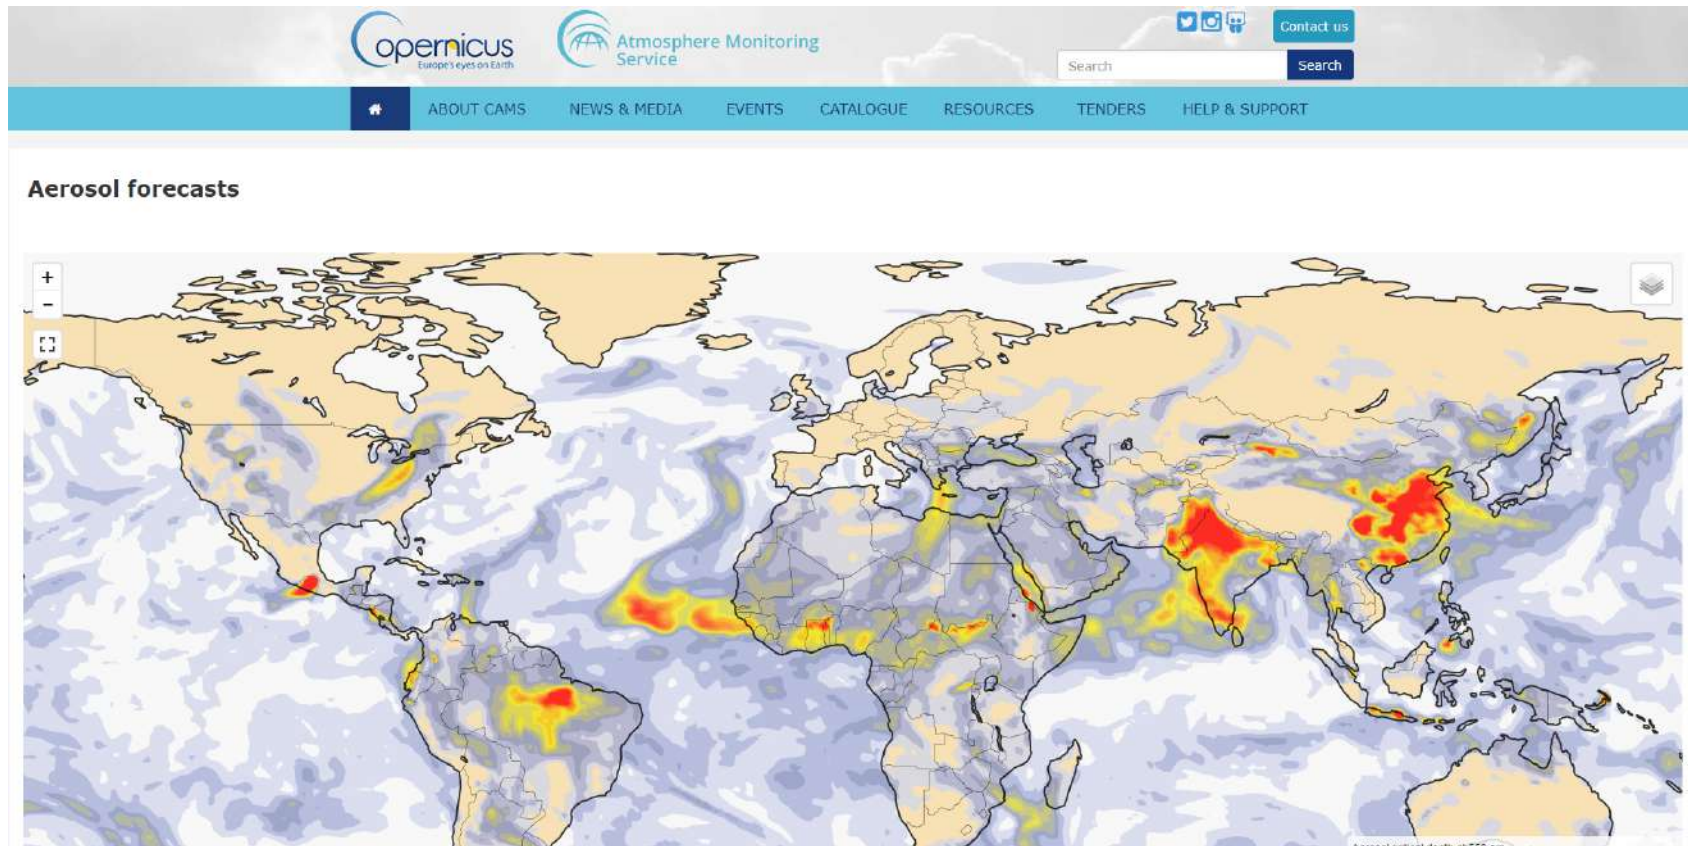 Copernicus
Europe's eyes on Earth
Atmosphere Monitoring
Service
Contact us
Search
Search
ABOUT CAMS
NEWS & MEDIA
EVENTS
CATALOGUE
RESOURCES
TENDERS
HELP & SUPPORT
Aerosol forecasts
+
-